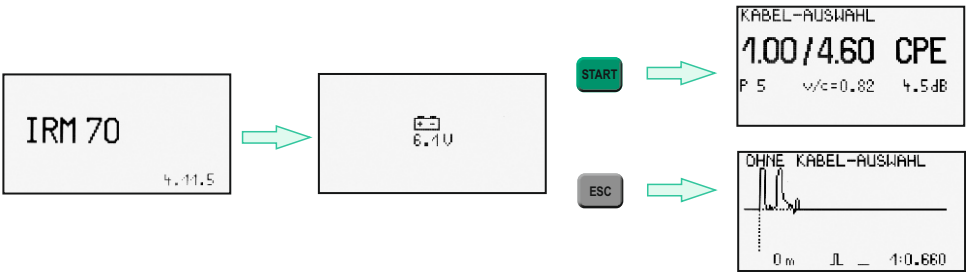 IRM 70
4.11.5
+ -
6.1V
START
ESC
KABEL-AUSWAHL
1.00/4.60 CPE
P 5 v/c=0.82 4.5dB
OHNE KABEL-AUSWAHL
0 m 1:0.660